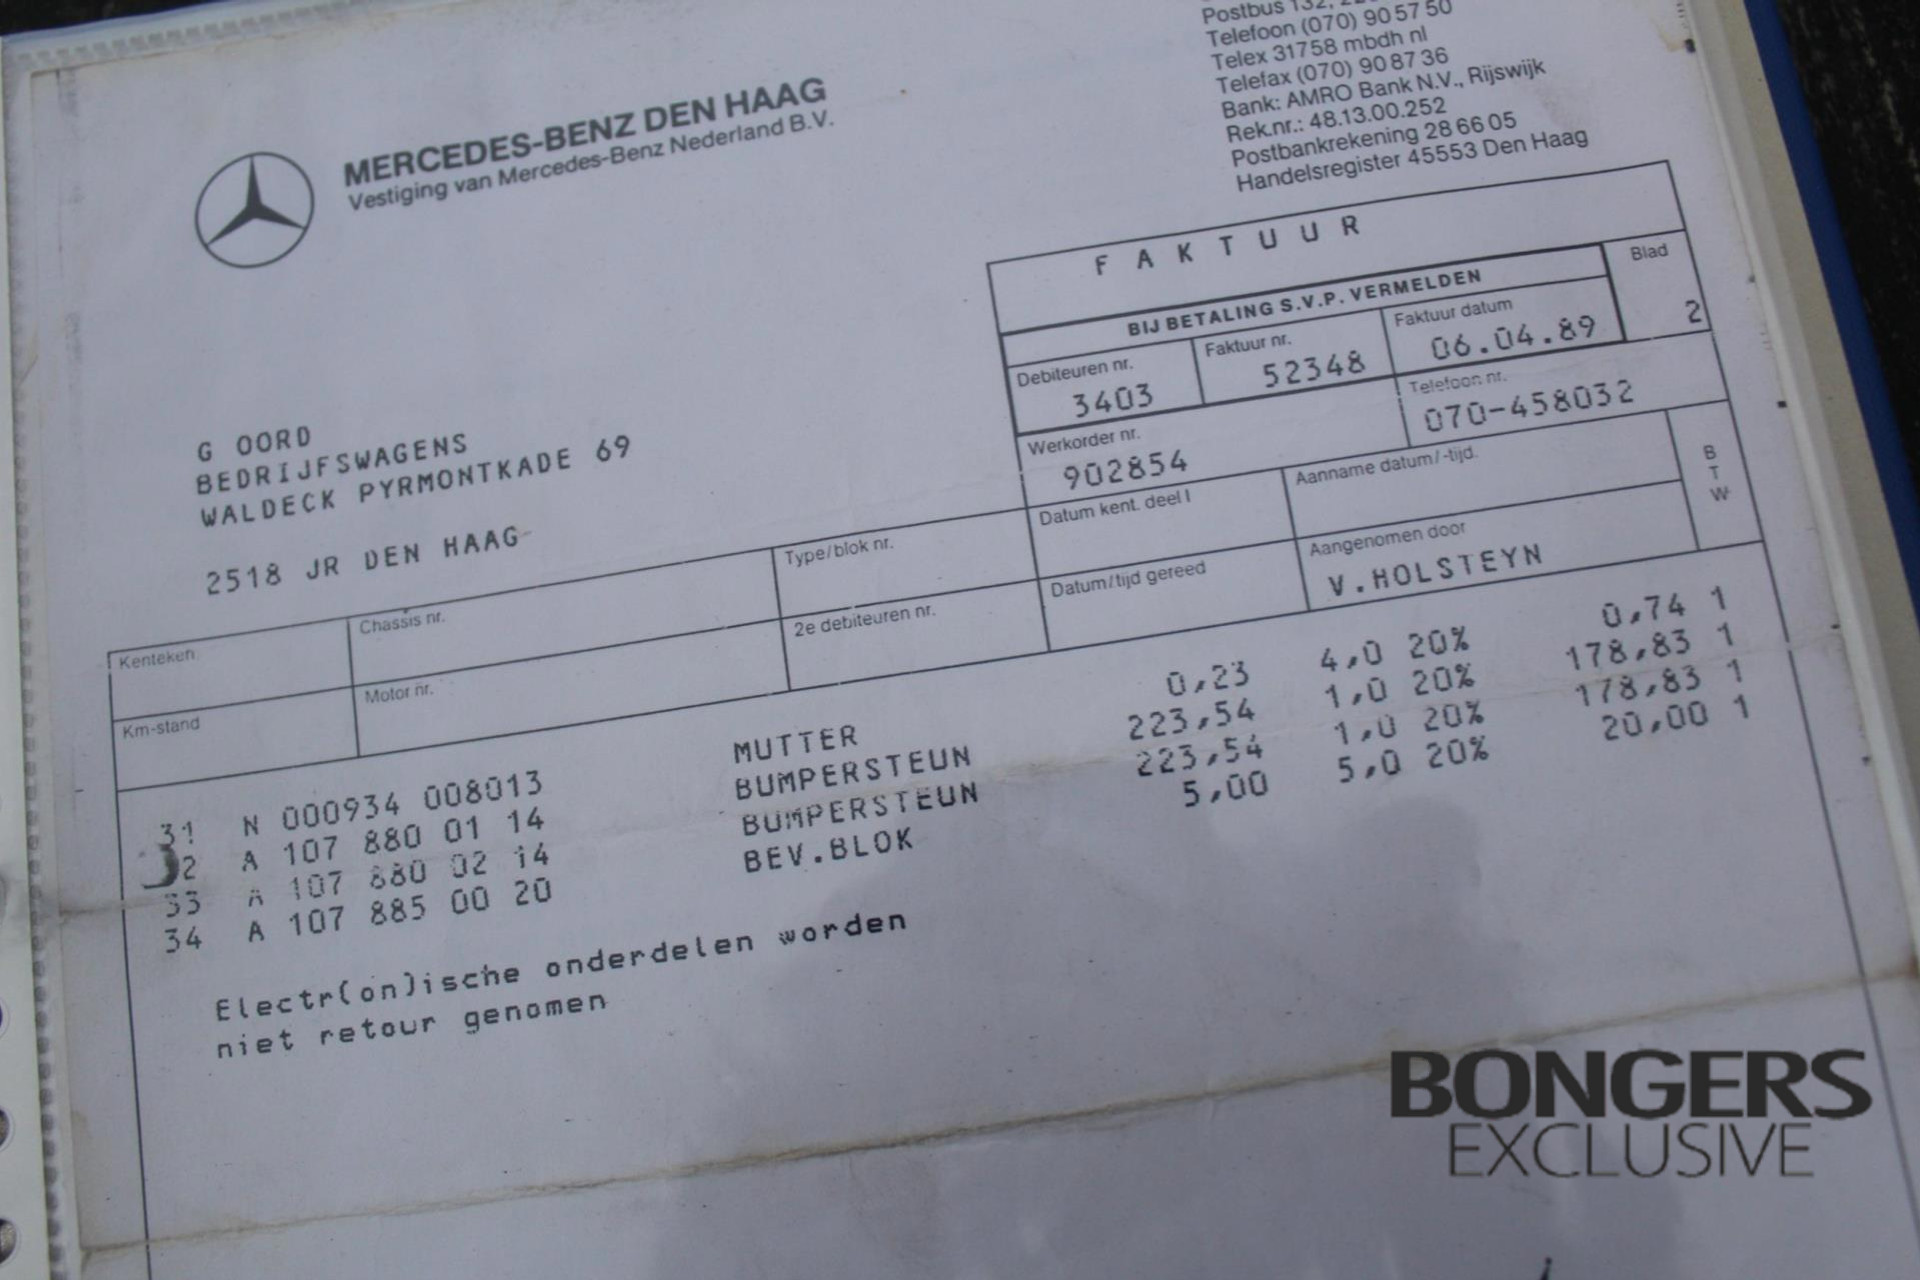 Postbus 132,
Telefoon (070) 90 57 50
Telex 31758 mbdh nl
Telefax (070) 90 87 36
Bank: AMRO Bank N.V., Rijswijk
Rek.nr.: 48.13.00.252
Postbankrekening 28 66 05
Handelsregister 45553 Den Haag
MERCEDES-BENZ DEN HAAG
Vestiging van Mercedes-Benz Nederland B.V.
FAKTUUR
BIJ BETALING S.V.P. VERMELDEN
Blad
2
Debiteuren nr.
3403
Faktuur nr.
52348
Faktuur datum
06.04.89
Werkorder nr.
902854
Telefoon nr.
070-458032
G OORD
BEDRIJFSWAGENS
WALDECK PYRMONTKADE 69
2518 JR DEN HAAG
Datum kent. deel I
Aanname datum/-tijd.
BTW
Kenteken
Chassis nr.
Type/blok nr.
Datum/tijd gereed
Aangenomen door
V.HOLSTEYN
Km-stand
Motor nr.
2e debiteuren nr.
31 N 000934 008013 MUTTER 0,23 4,0 20% 0,74 1
32 A 107 880 01 14 BUMPERSTEUN 223,54 1,0 20% 178,83 1
33 A 107 880 02 14 BUMPERSTEUN 223,54 1,0 20% 178,83 1
34 A 107 885 00 20 BEV.BLOK 5,00 5,0 20% 20,00 1
Electr(on)ische onderdelen worden
niet retour genomen
BONGERS
EXCLUSIVE